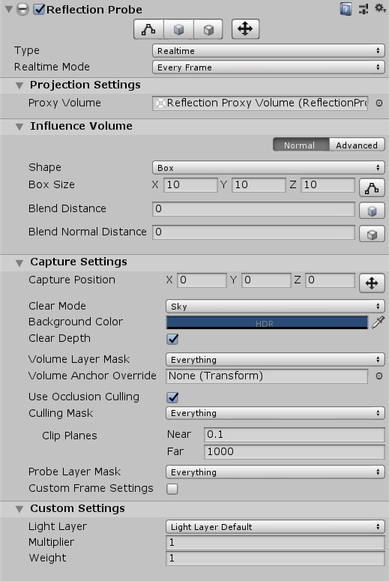 Reflection Probe
Type Realtime
Realtime Mode Every Frame
Projection Settings
Proxy Volume Reflection Proxy Volume (ReflectionPr
Influence Volume
Normal Advanced
Shape Box
Box Size X 10 Y 10 Z 10
Blend Distance 0
Blend Normal Distance 0
Capture Settings
Capture Position X 0 Y 0 Z 0
Clear Mode Sky
Background Color HDR
Clear Depth
Volume Layer Mask Everything
Volume Anchor Override None (Transform)
Use Occlusion Culling
Culling Mask Everything
Clip Planes Near 0.1
Far 1000
Probe Layer Mask Everything
Custom Frame Settings
Custom Settings
Light Layer Light Layer Default
Multiplier 1
Weight 1